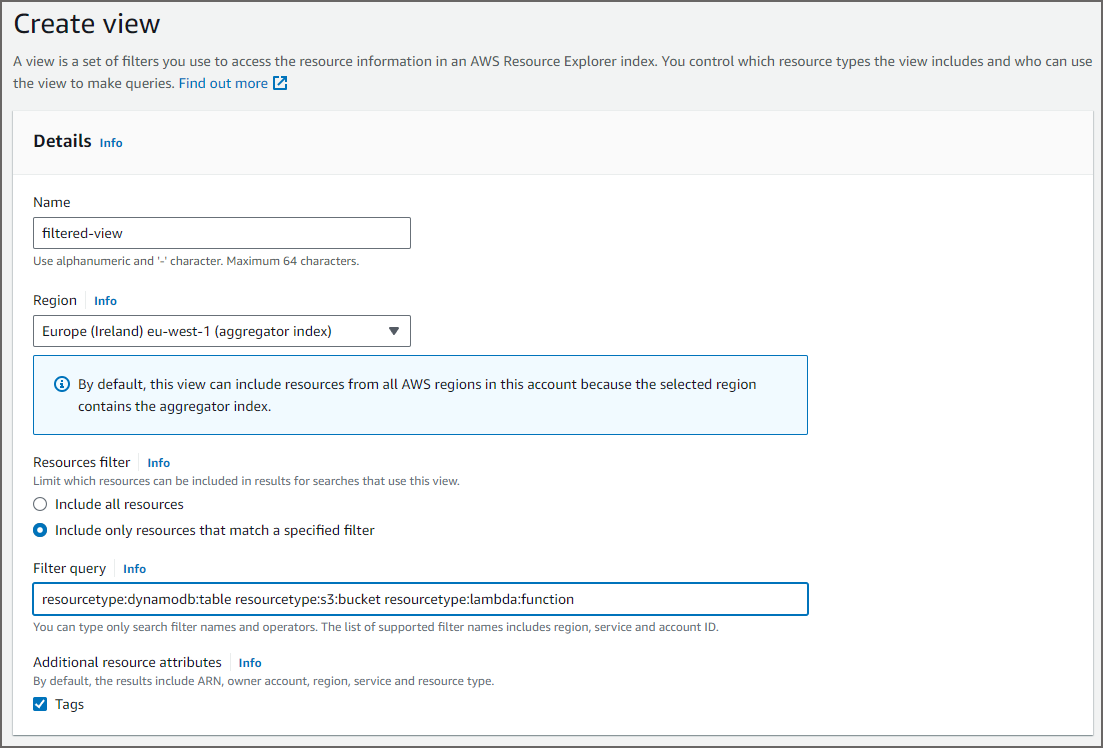 Create view
A view is a set of filters you use to access the resource information in an AWS Resource Explorer index. You control which resource types the view includes and who can use
the view to make queries. Find out more
Details Info
Name
filtered-view
Use alphanumeric and '-' character. Maximum 64 characters.
Region Info
Europe (Ireland) eu-west-1 (aggregator index)
By default, this view can include resources from all AWS regions in this account because the selected region
contains the aggregator index.
Resources filter Info
Limit which resources can be included in results for searches that use this view.
Include all resources
Include only resources that match a specified filter
Filter query Info
resourcetype:dynamodb:table resourcetype:s3:bucket resourcetype:lambda:function
You can type only search filter names and operators. The list of supported filter names includes region, service and account ID.
Additional resource attributes Info
By default, the results include ARN, owner account, region, service and resource type.
Tags